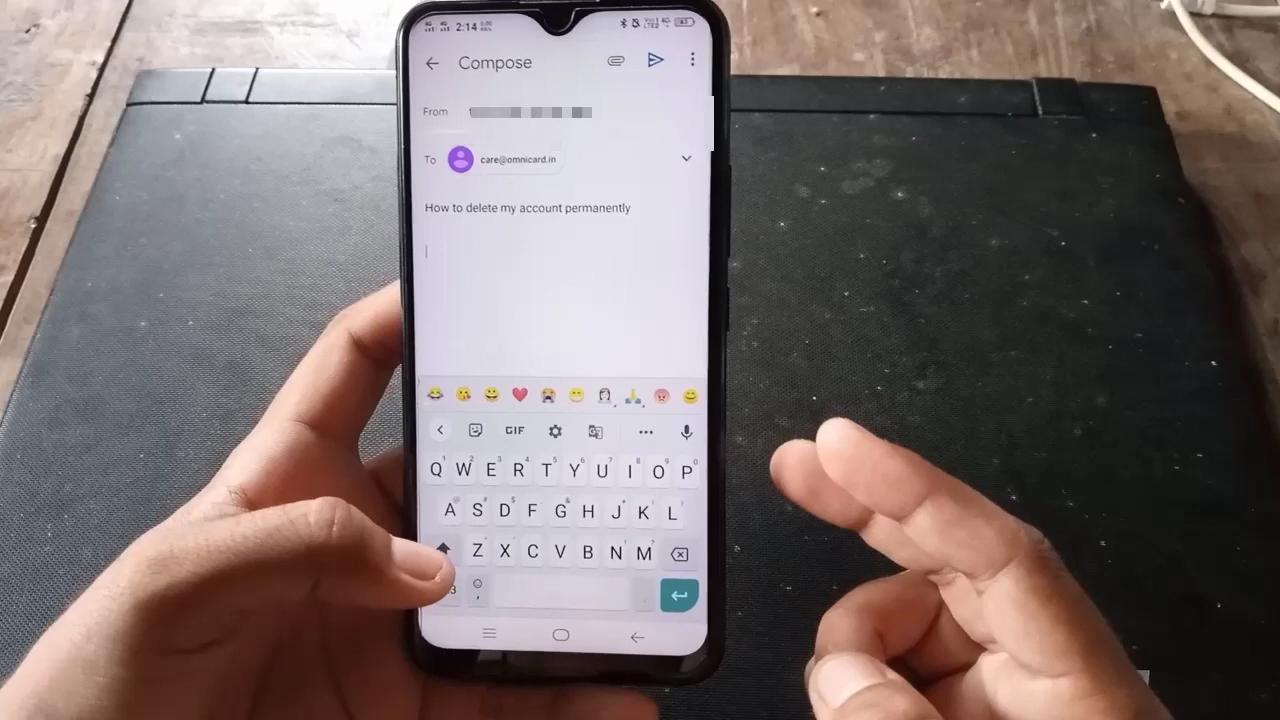 2:14
Compose
From
To care@omnicard.in
How to delete my account permanently
GIF
Q W E R T Y U I O P
A S D F G H J K L
Z X C V B N M